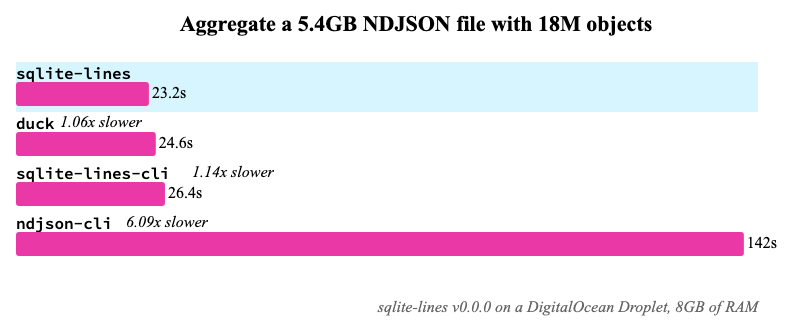 Aggregate a 5.4GB NDJSON file with 18M objects
sqlite-lines
23.2s
duck 1.06x slower
24.6s
sqlite-lines-cli 1.14x slower
26.4s
ndjson-cli 6.09x slower
142s
sqlite-lines v0.0.0 on a DigitalOcean Droplet, 8GB of RAM